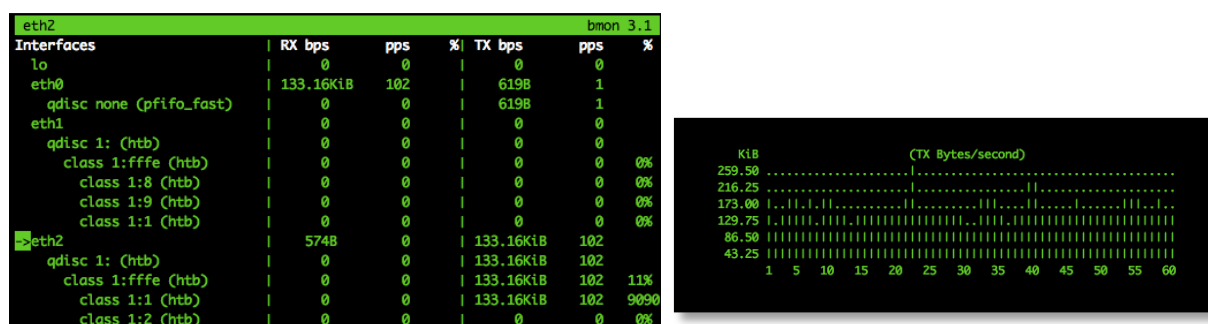 eth2 bmon 3.1
Interfaces | RX bps pps %| TX bps pps %
lo | 0 0 | 0 0
eth0 | 133.16KiB 102 | 619B 1
qdisc none (pfifo_fast) | 0 0 | 619B 1
eth1 | 0 0 | 0 0
qdisc 1: (htb) | 0 0 | 0 0
class 1:fffe (htb) | 0 0 | 0 0 0%
class 1:8 (htb) | 0 0 | 0 0 0%
class 1:9 (htb) | 0 0 | 0 0 0%
class 1:1 (htb) | 0 0 | 0 0 0%
->eth2 | 574B 0 | 133.16KiB 102
qdisc 1: (htb) | 0 0 | 133.16KiB 102
class 1:fffe (htb) | 0 0 | 133.16KiB 102 11%
class 1:1 (htb) | 0 0 | 133.16KiB 102 9090
class 1:2 (htb) | 0 0 | 0 0 0%
KiB (TX Bytes/second)
259.50
216.25
173.00
129.75
86.50
43.25
1 5 10 15 20 25 30 35 40 45 50 55 60